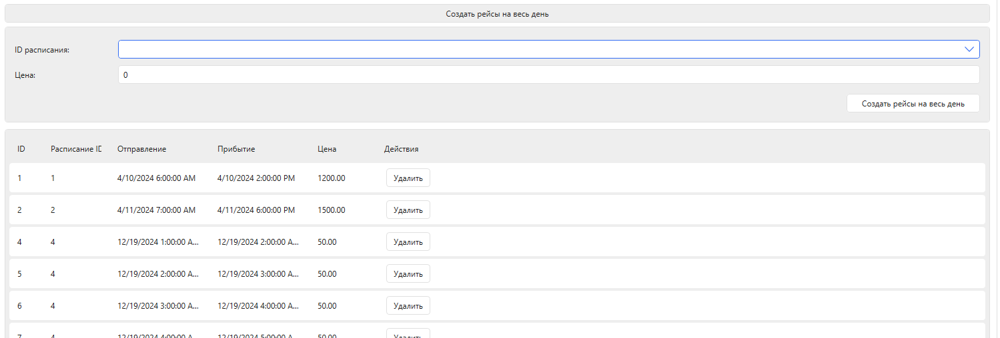 Создать рейсы на весь день
ID расписания:
Цена: 0
Создать рейсы на весь день
ID Расписание ID Отправление Прибытие Цена Действия
1 1 4/10/2024 6:00:00 AM 4/10/2024 2:00:00 PM 1200.00 Удалить
2 2 4/11/2024 7:00:00 AM 4/11/2024 6:00:00 PM 1500.00 Удалить
4 4 12/19/2024 1:00:00 A... 12/19/2024 2:00:00 A... 50.00 Удалить
5 4 12/19/2024 2:00:00 A... 12/19/2024 3:00:00 A... 50.00 Удалить
6 4 12/19/2024 3:00:00 A... 12/19/2024 4:00:00 A... 50.00 Удалить
7 4 12/19/2024 4:00:00 A... 12/19/2024 5:00:00 A... 50.00 Удалить